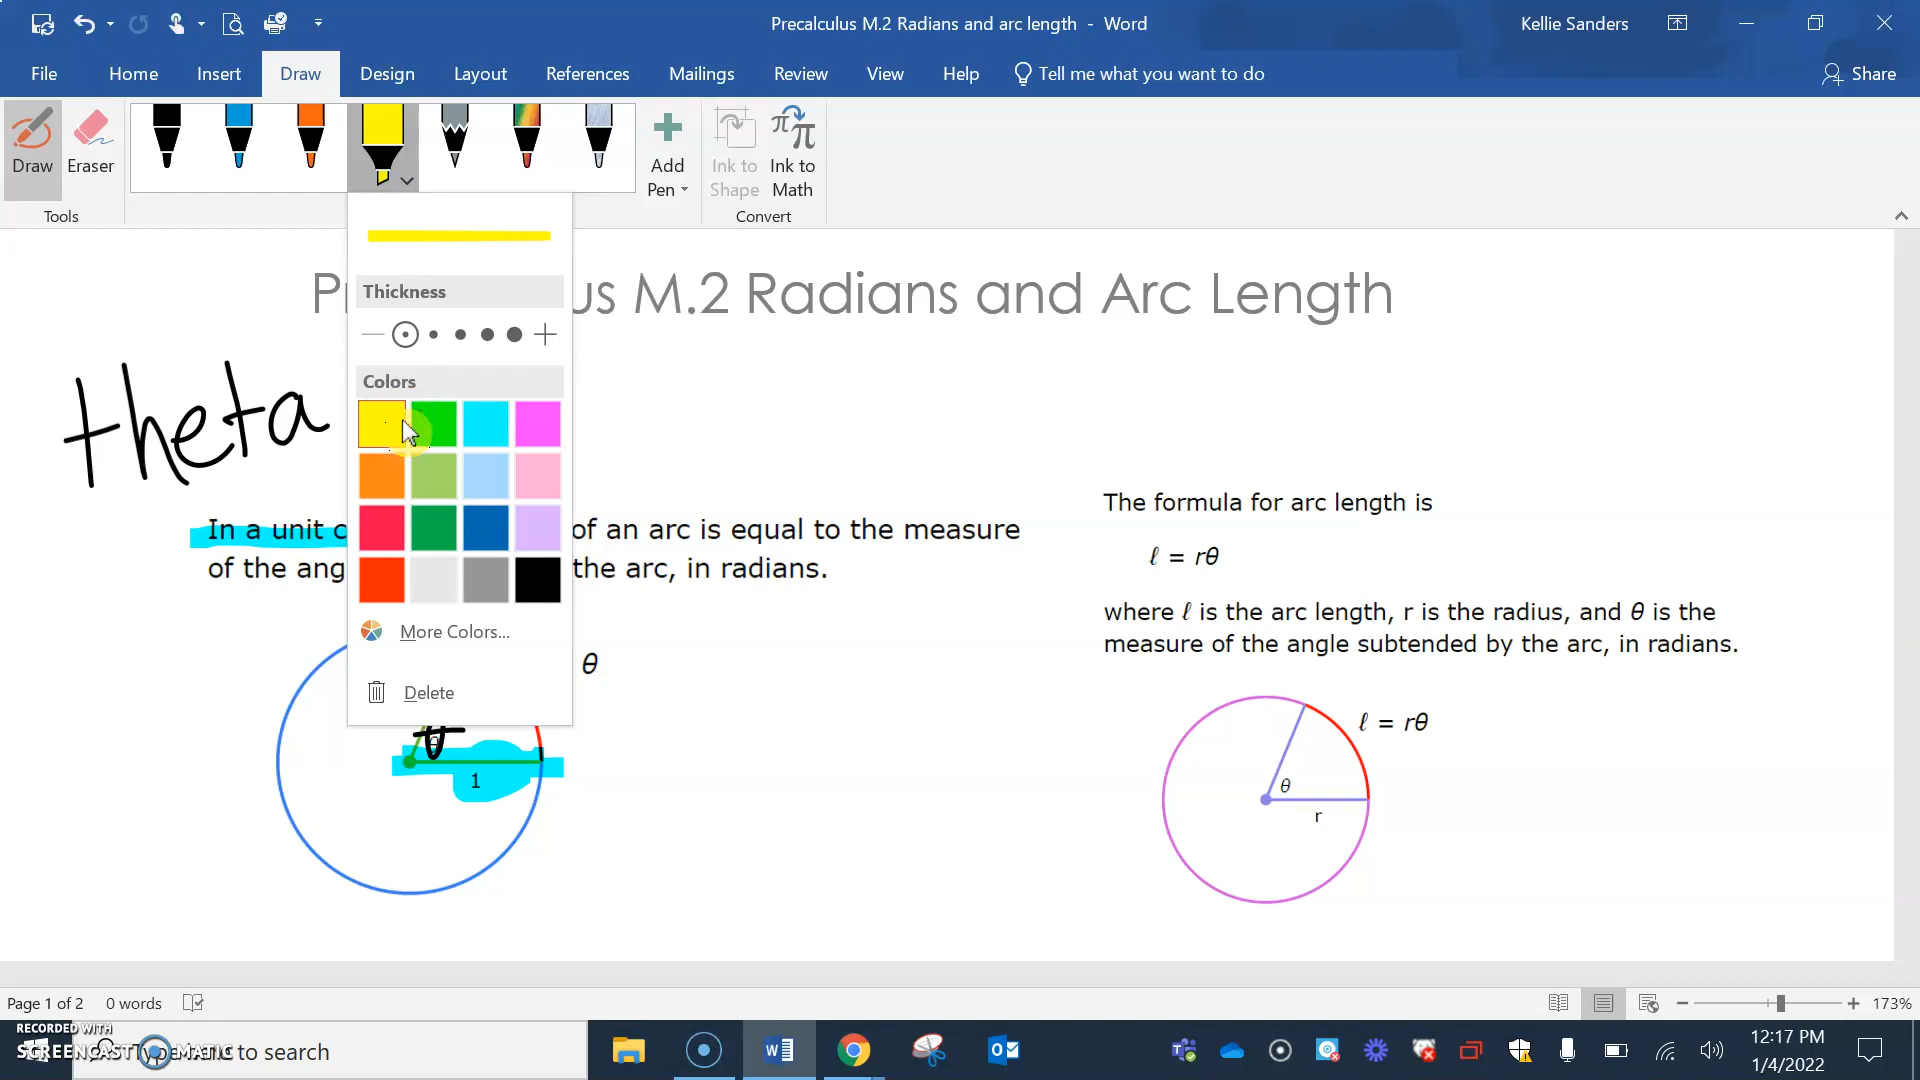 Precalculus M.2 Radians and arc length - Word
Kellie Sanders
File Home Insert Draw Design Layout References Mailings Review View Help Tell me what you want to do Share
Draw Eraser
Tools
Add Pen
Ink to Shape
Ink to Math
Convert
us M.2 Radians and Arc Length
Thickness
Colors
More Colors...
Delete
theta
In a unit c
of an arc is equal to the measure
of the ang
the arc, in radians.
θ
θ
1
The formula for arc length is
ℓ = rθ
where ℓ is the arc length, r is the radius, and θ is the
measure of the angle subtended by the arc, in radians.
ℓ = rθ
θ
r
Page 1 of 2 0 words
173%
RECORDED WITH
SCREENCAST MATIC
to search
12:17 PM
1/4/2022